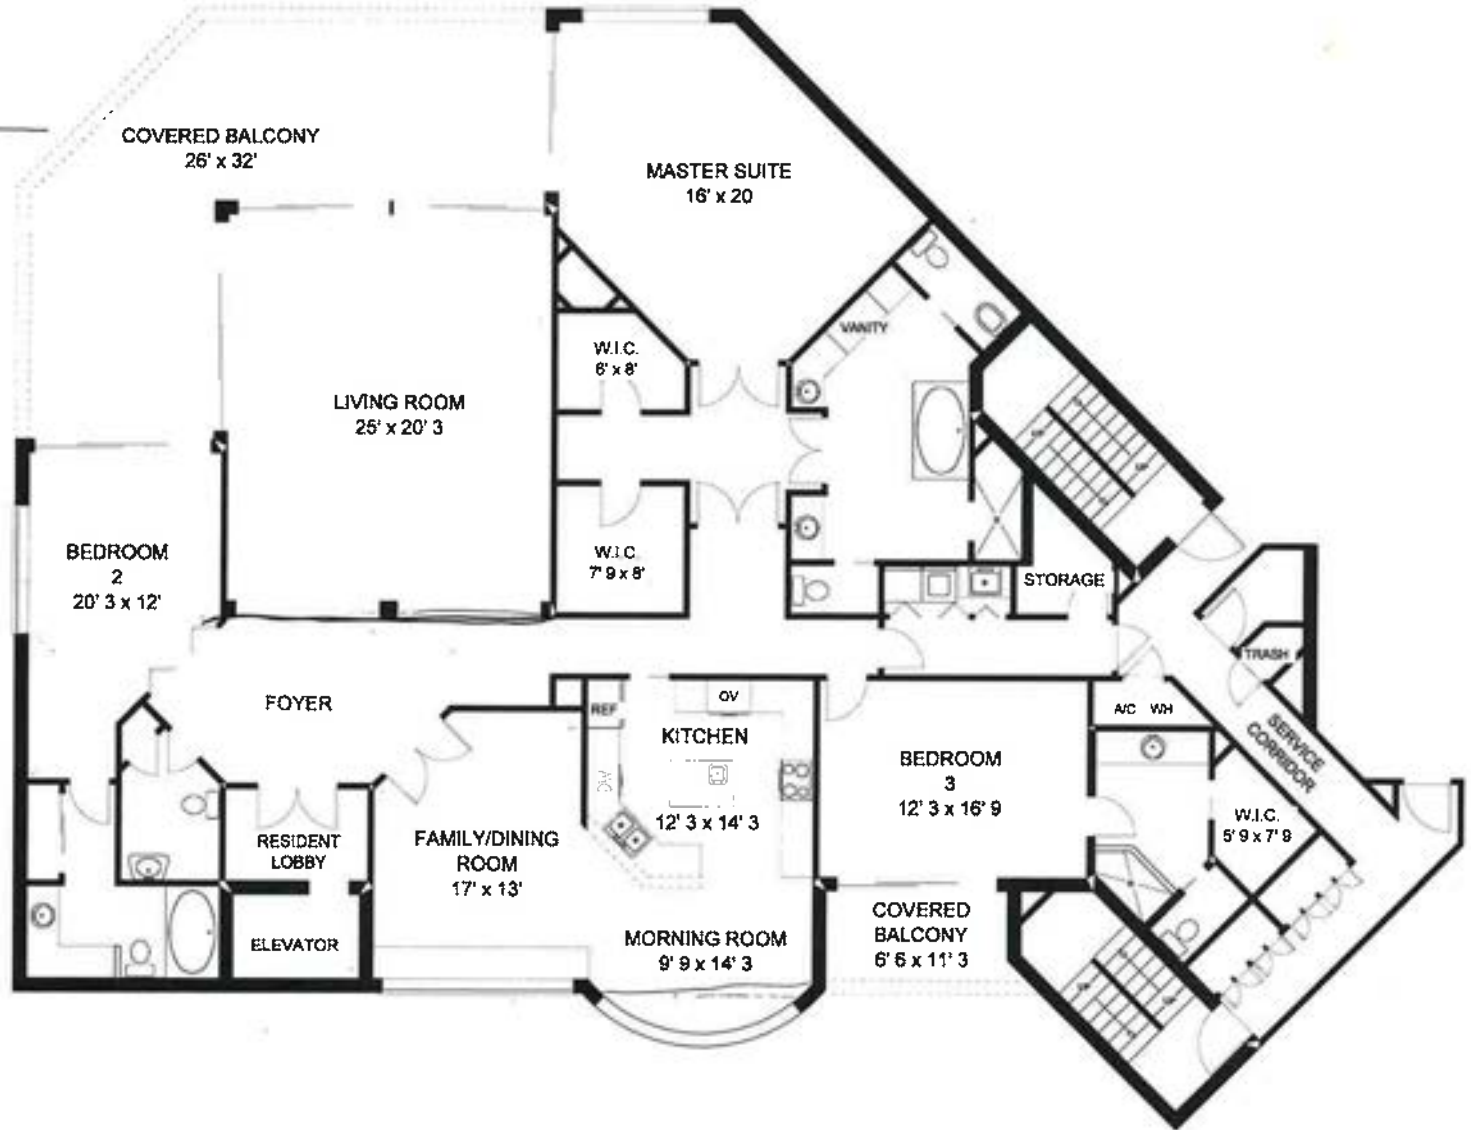 COVERED BALCONY
26' x 32'
MASTER SUITE
16' x 20
VANITY
W.I.C.
6' x 8'
LIVING ROOM
25' x 20' 3
BEDROOM
2
20' 3 x 12'
W.I.C.
7' 9 x 8'
STORAGE
TRASH
FOYER
REF
OV
KITCHEN
12' 3 x 14' 3
A/C WH
SERVICE
CORRIDOR
BEDROOM
3
12' 3 x 16' 9
DW
W.I.C.
5' 9 x 7' 9
RESIDENT
LOBBY
FAMILY/DINING
ROOM
17' x 13'
ELEVATOR
MORNING ROOM
9' 9 x 14' 3
COVERED
BALCONY
6' 6 x 11' 3